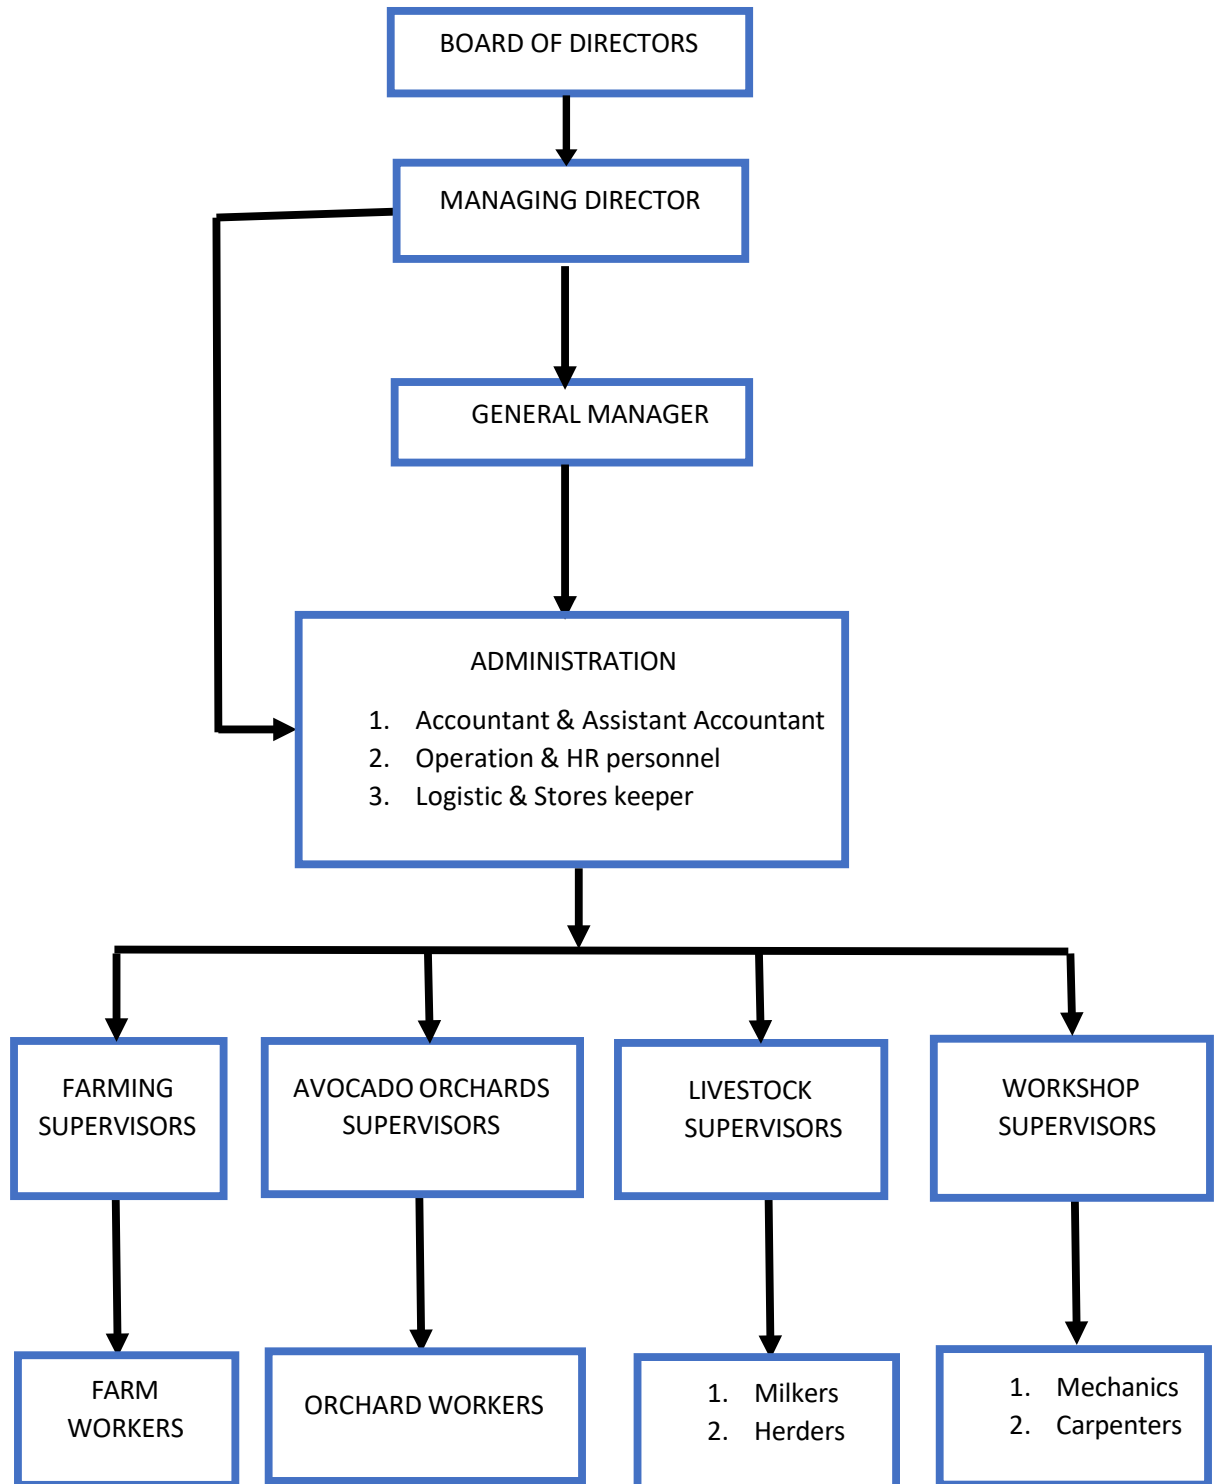 BOARD OF DIRECTORS
MANAGING DIRECTOR
GENERAL MANAGER
ADMINISTRATION
1. Accountant & Assistant Accountant
2. Operation & HR personnel
3. Logistic & Stores keeper
FARMING
SUPERVISORS
AVOCADO ORCHARDS
SUPERVISORS
LIVESTOCK
SUPERVISORS
WORKSHOP
SUPERVISORS
FARM
WORKERS
ORCHARD WORKERS
1. Milkers
2. Herders
1. Mechanics
2. Carpenters